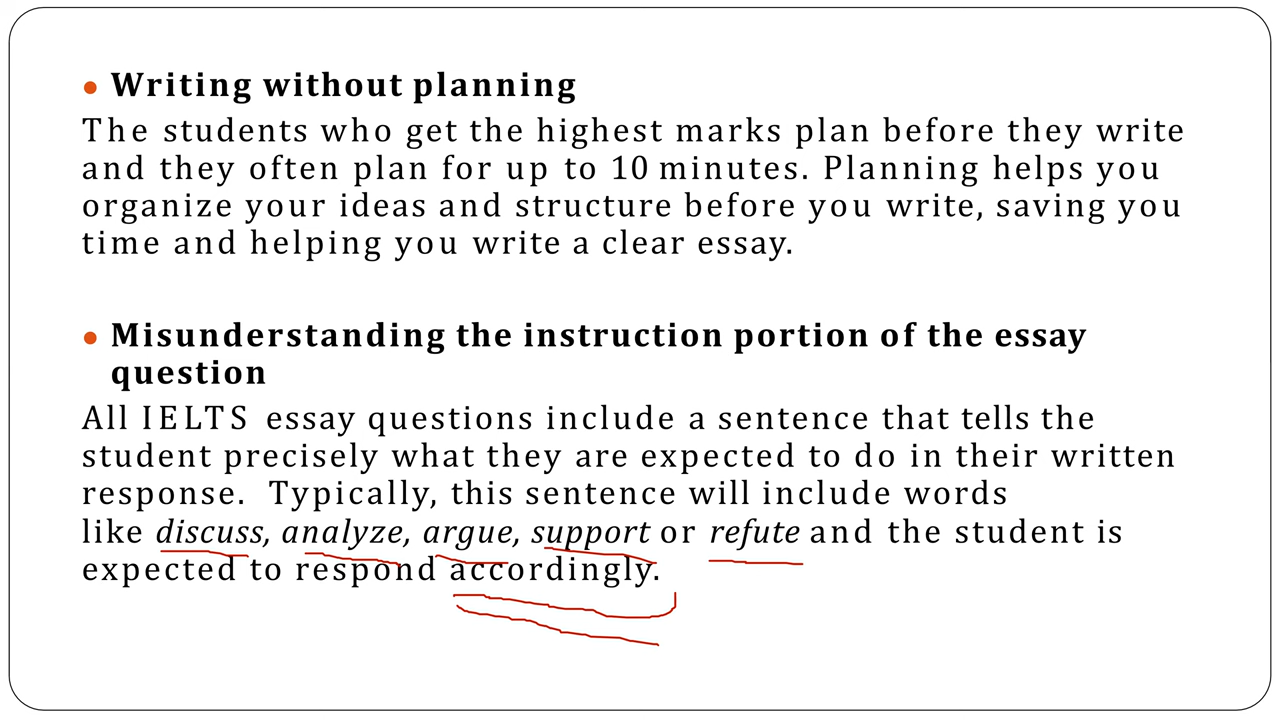 • Writing without planning
The students who get the highest marks plan before they write
and they often plan for up to 10 minutes. Planning helps you
organize your ideas and structure before you write, saving you
time and helping you write a clear essay.
• Misunderstanding the instruction portion of the essay
question
All IELTS essay questions include a sentence that tells the
student precisely what they are expected to do in their written
response. Typically, this sentence will include words
like discuss, analyze, argue, support or refute and the student is
expected to respond accordingly.